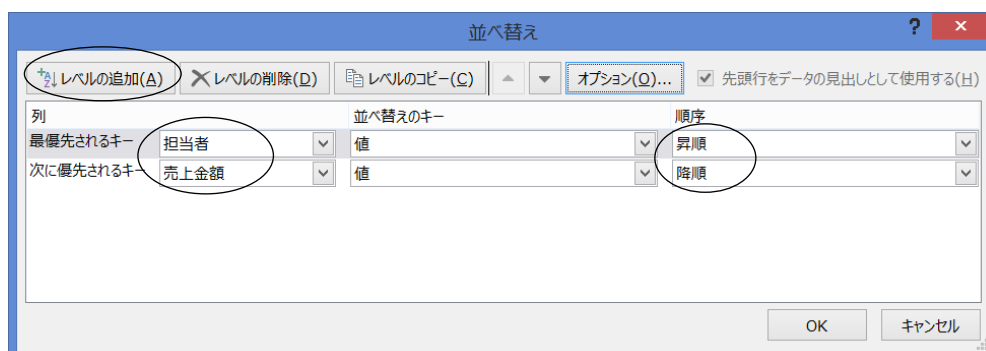 並べ替え ? ×
レベルの追加(A) レベルの削除(D) レベルのコピー(C) オプション(O)... 先頭行をデータの見出しとして使用する(H)
列 並べ替えのキー 順序
最優先されるキー 担当者 値 昇順
次に優先されるキー 売上金額 値 降順
OK キャンセル